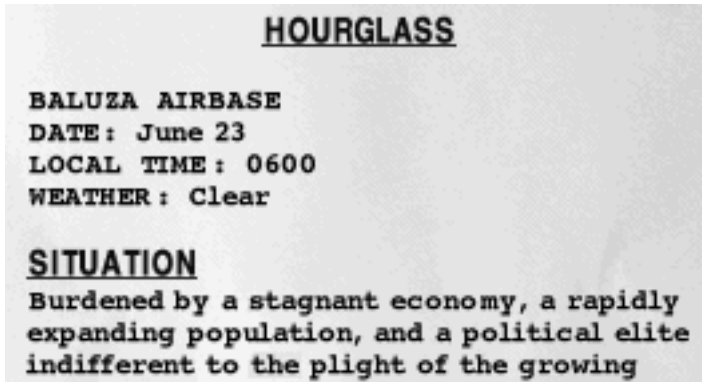 HOURGLASS
BALUZA AIRBASE
DATE: June 23
LOCAL TIME: 0600
WEATHER: Clear
SITUATION
Burdened by a stagnant economy, a rapidly
expanding population, and a political elite
indifferent to the plight of the growing